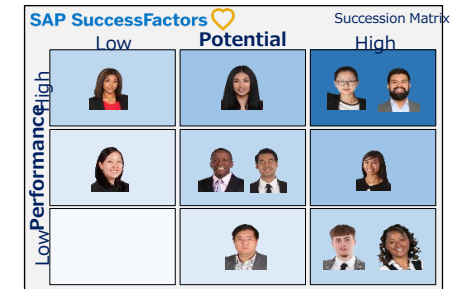 SAP SuccessFactors
Succession Matrix
Low
Potential
High
High
Performance
Low